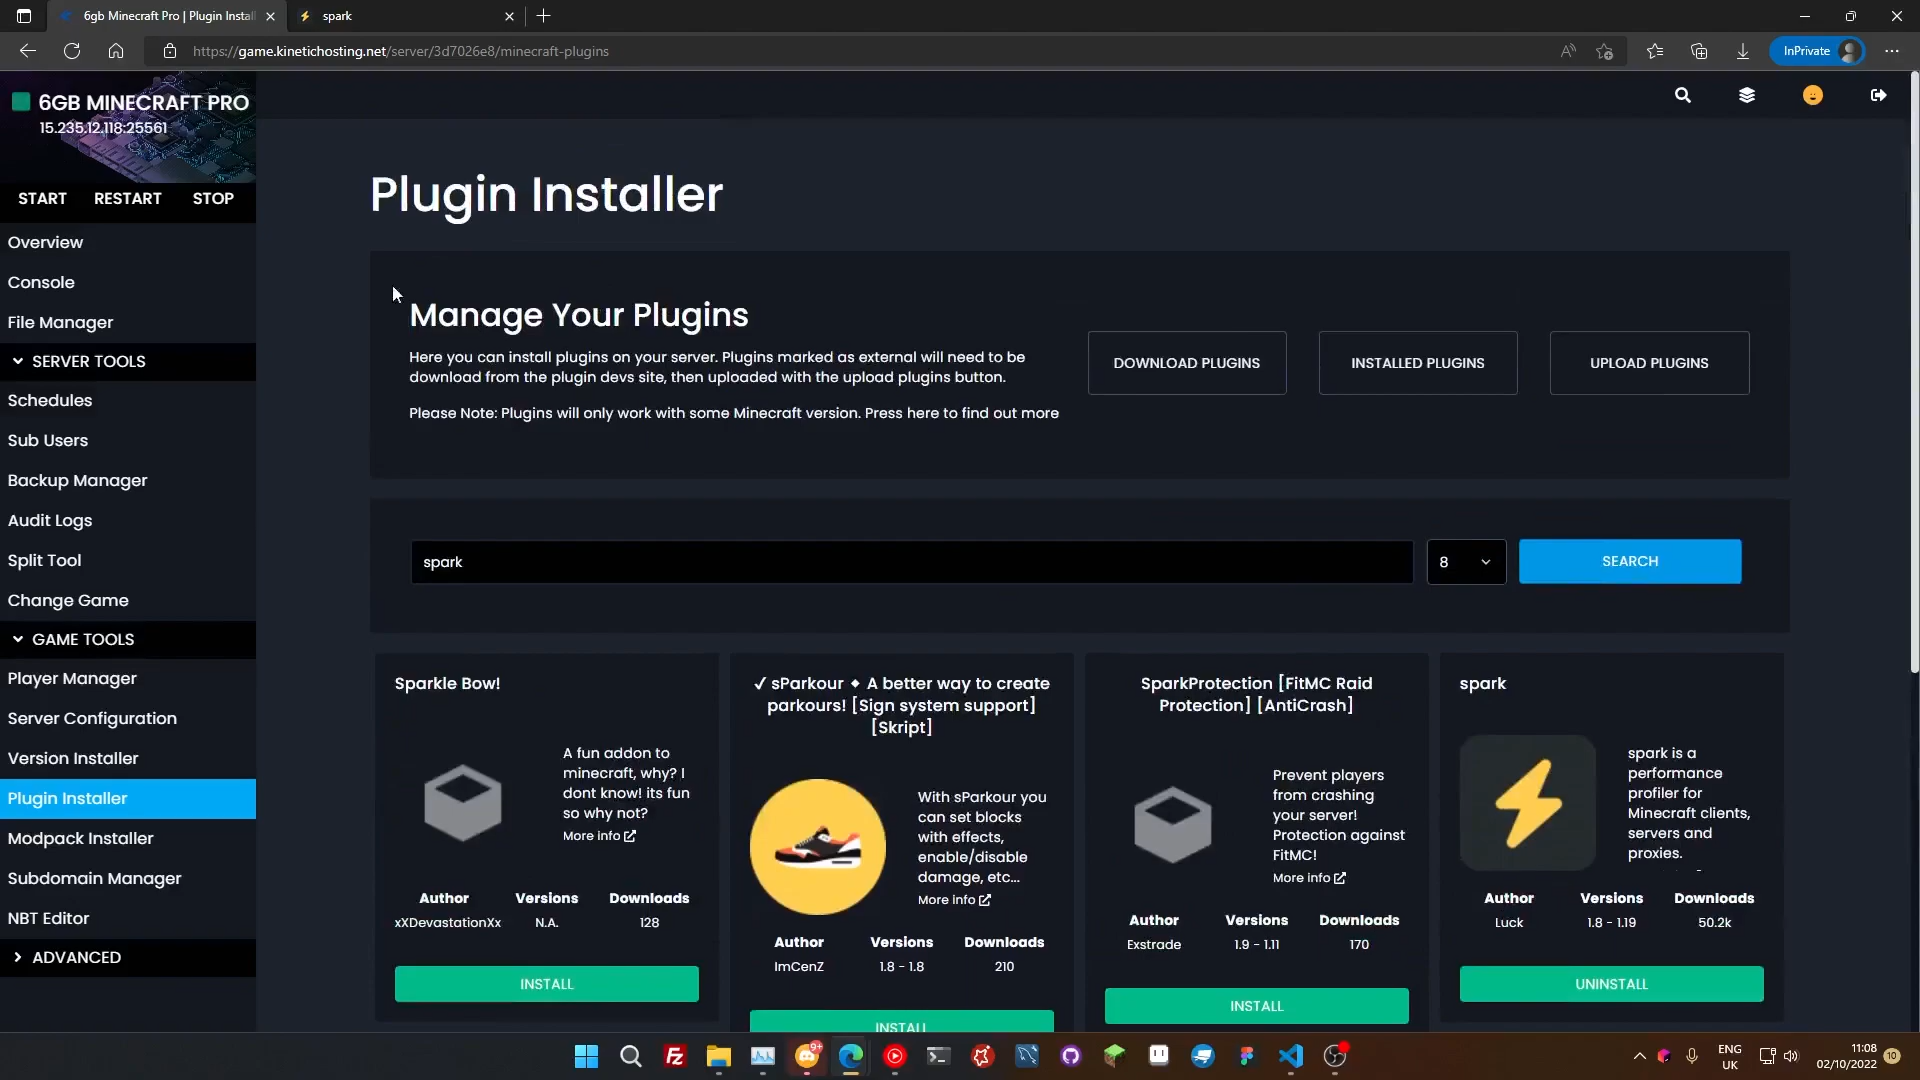 6gb Minecraft Pro | Plugin Instal
spark
https://game.kinetichosting.net/server/3d7026e8/minecraft-plugins
InPrivate
6GB MINECRAFT PRO
15.235.12.118:25561
START RESTART STOP
Overview
Console
File Manager
SERVER TOOLS
Schedules
Sub Users
Backup Manager
Audit Logs
Split Tool
Change Game
GAME TOOLS
Player Manager
Server Configuration
Version Installer
Plugin Installer
Modpack Installer
Subdomain Manager
NBT Editor
ADVANCED
Plugin Installer
Manage Your Plugins
Here you can install plugins on your server. Plugins marked as external will need to be
download from the plugin devs site, then uploaded with the upload plugins button.
Please Note: Plugins will only work with some Minecraft version. Press here to find out more
DOWNLOAD PLUGINS
INSTALLED PLUGINS
UPLOAD PLUGINS
spark
8
SEARCH
Sparkle Bow!
A fun addon to
minecraft, why? I
dont know! its fun
so why not?
More info
Author Versions Downloads
xXDevastationXx N.A. 128
INSTALL
✓ sParkour ⬥ A better way to create
parkours! [Sign system support]
[Skript]
With sParkour you
can set blocks
with effects,
enable/disable
damage, etc...
More info
Author Versions Downloads
ImCenZ 1.8 - 1.8 210
INSTALL
SparkProtection [FitMC Raid
Protection] [AntiCrash]
Prevent players
from crashing
your server!
Protection against
FitMC!
More info
Author Versions Downloads
Exstrade 1.9 - 1.11 170
INSTALL
spark
spark is a
performance
profiler for
Minecraft clients,
servers and
proxies.
Author Versions Downloads
Luck 1.8 - 1.19 50.2k
UNINSTALL
Fz
9+
ENG
UK
11:08
02/10/2022
10